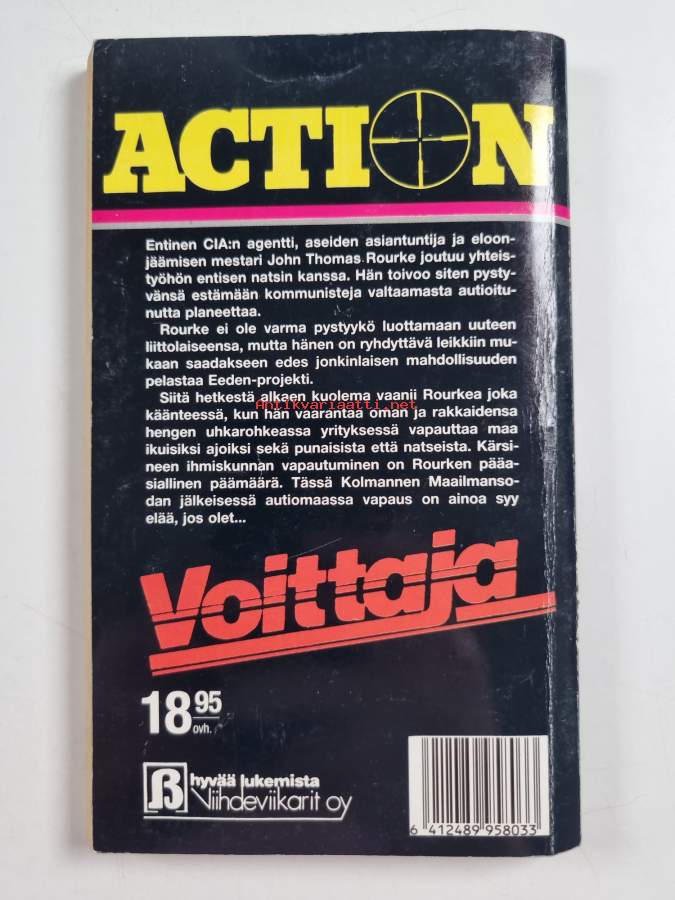 ACTION
Entinen CIA:n agentti, aseiden asiantuntija ja eloon-
jäämisen mestari John Thomas Rourke joutuu yhteis-
työhön entisen natsin kanssa. Hän toivoo siten pysty-
vänsä estämään kommunisteja valtaamasta autioitu-
nutta planeettaa.
Rourke ei ole varma pystyykö luottamaan uuteen
liittolaiseensa, mutta hänen on ryhdyttävä leikkiin mu-
kaan saadakseen edes jonkinlaisen mahdollisuuden
pelastaa Eeden-projekti.
Siitä hetkestä alkaen kuolema vaanii Rourkea joka
Antikvariaatti.net
käänteessä, kun hän vaarantaa oman ja rakkaidensa
hengen uhkarohkeassa yrityksessä vapauttaa maa
ikuisiksi ajoiksi sekä punaisista että natseista. Kärsi-
neen ihmiskunnan vapautuminen on Rourken pääa-
siallinen päämäärä. Tässä Kolmannen Maailmanso-
dan jälkeisessä autiomaassa vapaus on ainoa syy
elää, jos olet...
Voittaja
18 95
ovh.
hyvää lukemista
Viihdeviikarit oy
6 412489 958033